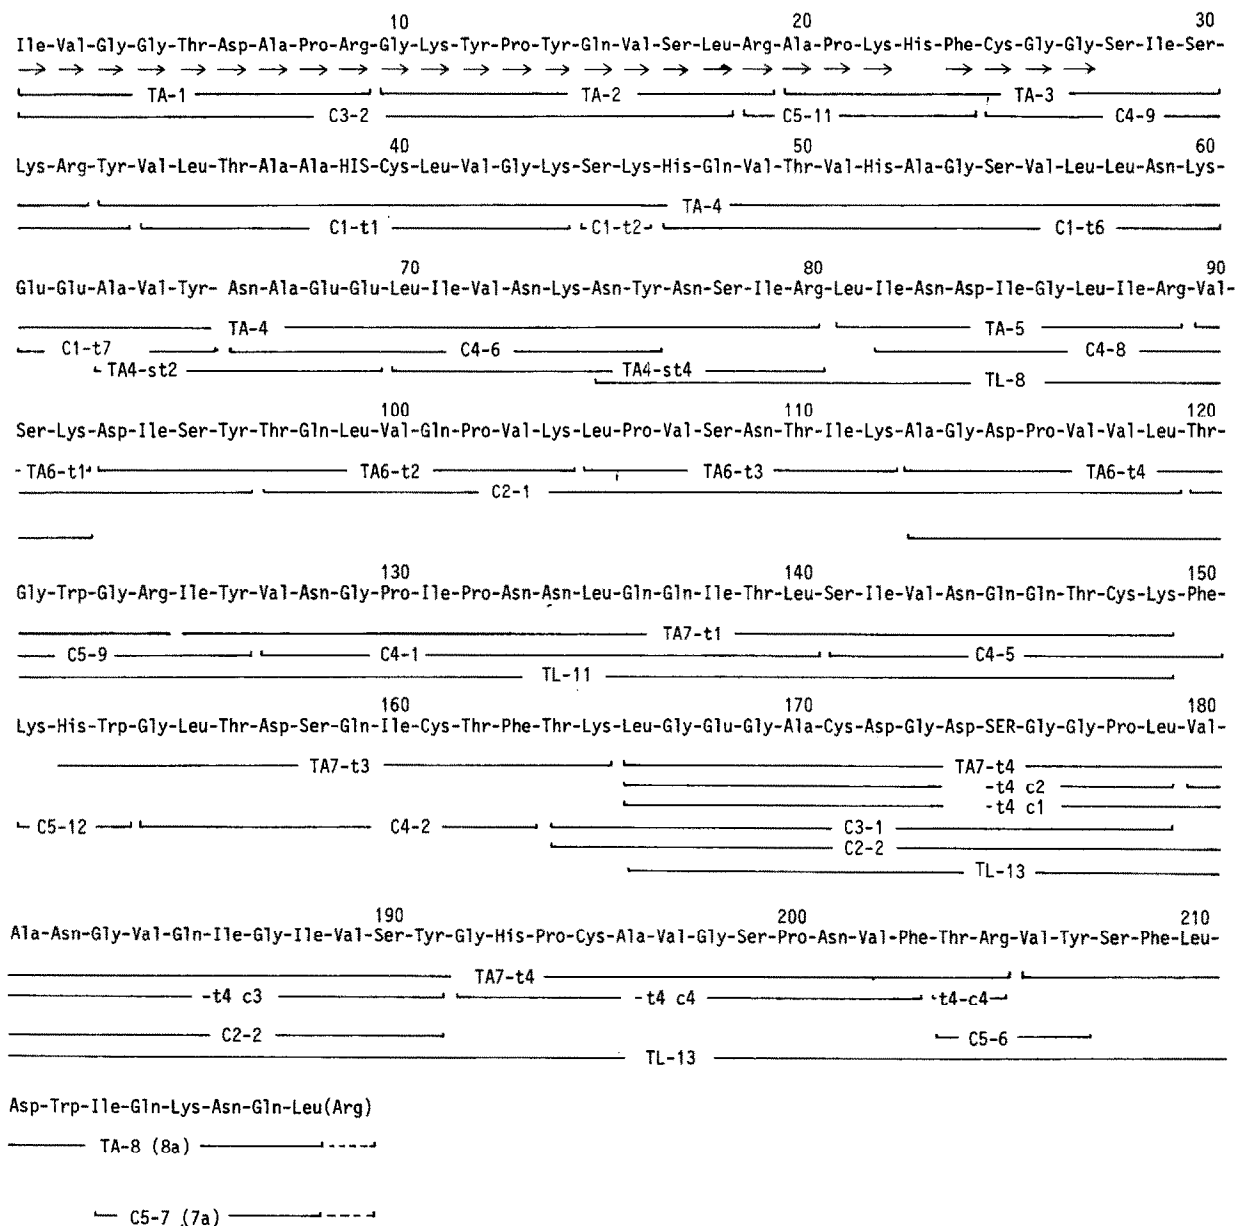 10 20 30
Ile-Val-Gly-Gly-Thr-Asp-Ala-Pro-Arg-Gly-Lys-Tyr-Pro-Tyr-Gln-Val-Ser-Leu-Arg-Ala-Pro-Lys-His-Phe-Cys-Gly-Gly-Ser-Ile-Ser-
TA-1 TA-2 TA-3
C3-2 C5-11 C4-9
40 50 60
Lys-Arg-Tyr-Val-Leu-Thr-Ala-Ala-HIS-Cys-Leu-Val-Gly-Lys-Ser-Lys-His-Gln-Val-Thr-Val-His-Ala-Gly-Ser-Val-Leu-Leu-Asn-Lys-
TA-4
C1-t1 C1-t2 C1-t6
70 80 90
Glu-Glu-Ala-Val-Tyr- Asn-Ala-Glu-Glu-Leu-Ile-Val-Asn-Lys-Asn-Tyr-Asn-Ser-Ile-Arg-Leu-Ile-Asn-Asp-Ile-Gly-Leu-Ile-Arg-Val-
TA-4 TA-5
C1-t7 C4-6 C4-8
TA4-st2 TA4-st4 TL-8
100 110 120
Ser-Lys-Asp-Ile-Ser-Tyr-Thr-Gln-Leu-Val-Gln-Pro-Val-Lys-Leu-Pro-Val-Ser-Asn-Thr-Ile-Lys-Ala-Gly-Asp-Pro-Val-Val-Leu-Thr-
TA6-t1 TA6-t2 TA6-t3 TA6-t4
C2-1
130 140 150
Gly-Trp-Gly-Arg-Ile-Tyr-Val-Asn-Gly-Pro-Ile-Pro-Asn-Asn-Leu-Gln-Gln-Ile-Thr-Leu-Ser-Ile-Val-Asn-Gln-Gln-Thr-Cys-Lys-Phe-
TA7-t1
C5-9 C4-1 C4-5
TL-11
160 170 180
Lys-His-Trp-Gly-Leu-Thr-Asp-Ser-Gln-Ile-Cys-Thr-Phe-Thr-Lys-Leu-Gly-Glu-Gly-Ala-Cys-Asp-Gly-Asp-SER-Gly-Gly-Pro-Leu-Val-
TA7-t3 TA7-t4
-t4 c2
-t4 c1
C5-12 C4-2 C3-1
C2-2
TL-13
190 200 210
Ala-Asn-Gly-Val-Gln-Ile-Gly-Ile-Val-Ser-Tyr-Gly-His-Pro-Cys-Ala-Val-Gly-Ser-Pro-Asn-Val-Phe-Thr-Arg-Val-Tyr-Ser-Phe-Leu-
TA7-t4
-t4 c3 -t4 c4 t4-c4
C2-2 C5-6
TL-13
Asp-Trp-Ile-Gln-Lys-Asn-Gln-Leu(Arg)
TA-8 (8a)
C5-7 (7a)